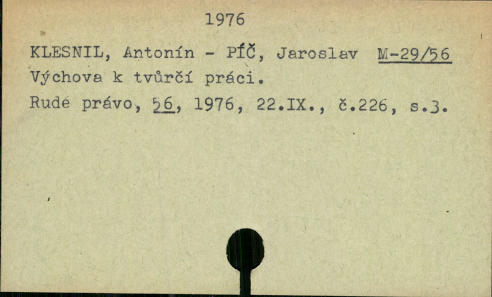 1976
KLESNIL, Antonín - PÍČ, Jaroslav M-29/56
Výchova k tvůrčí práci.
Rudé právo, 56, 1976, 22.IX., č.226, s.3.